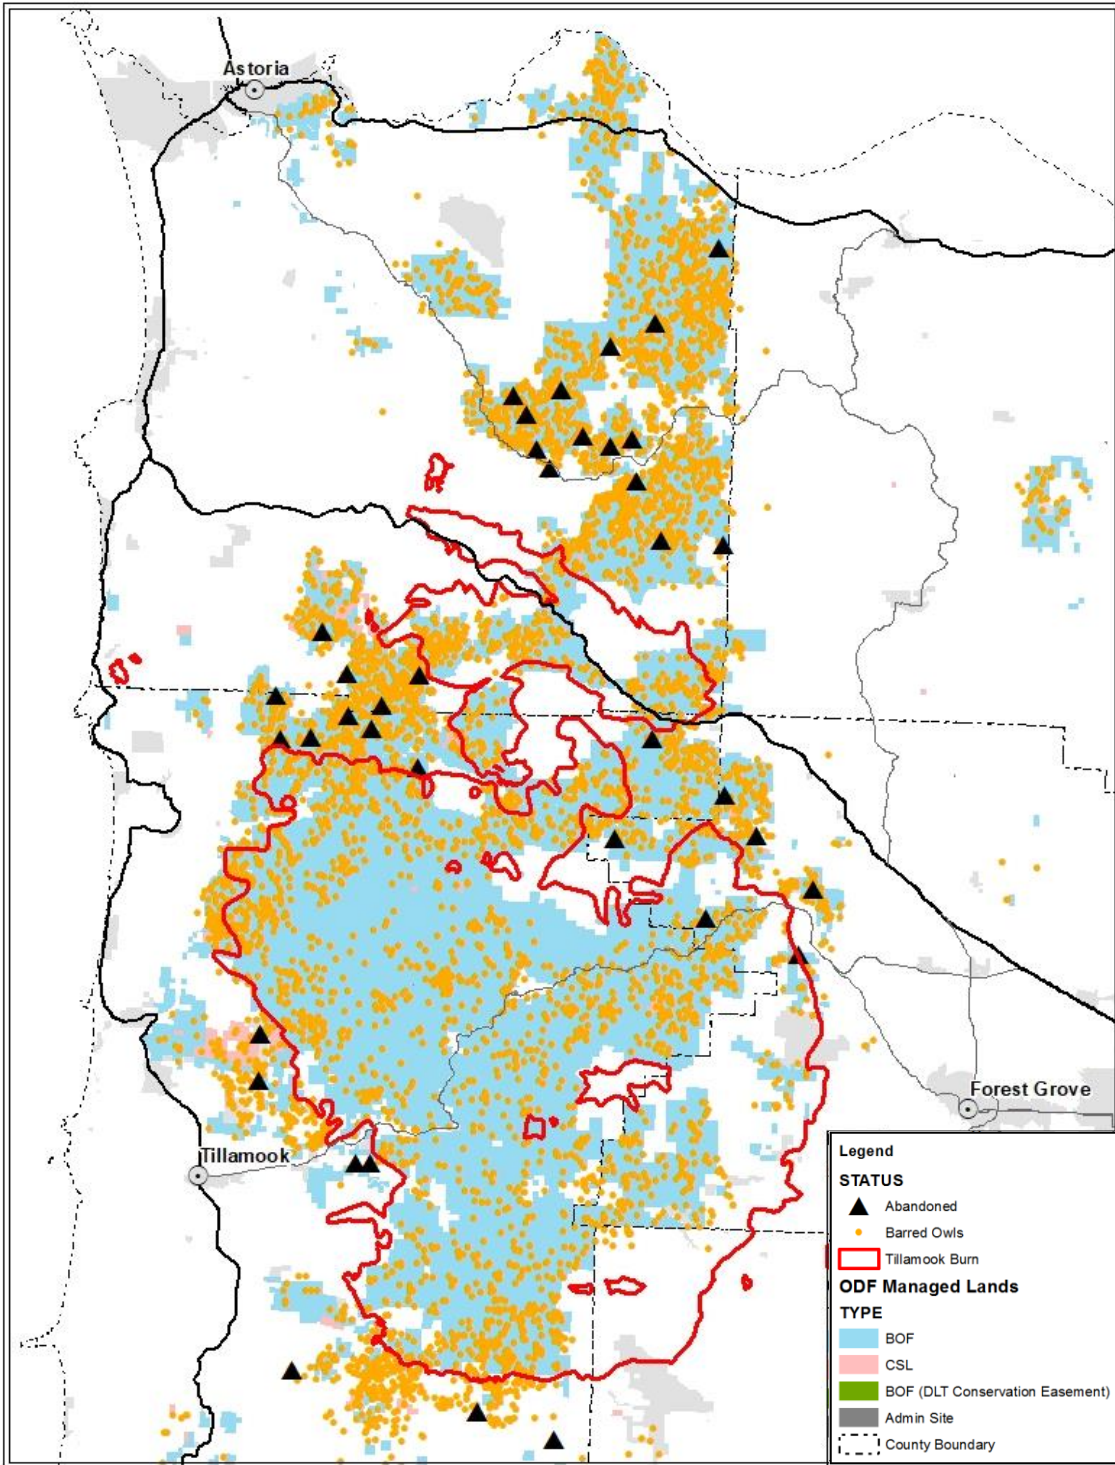 Astoria
Forest Grove
Tillamook
Legend
STATUS
Abandoned
Barred Owls
Tillamook Burn
ODF Managed Lands
TYPE
BOF
CSL
BOF (DLT Conservation Easement)
Admin Site
County Boundary